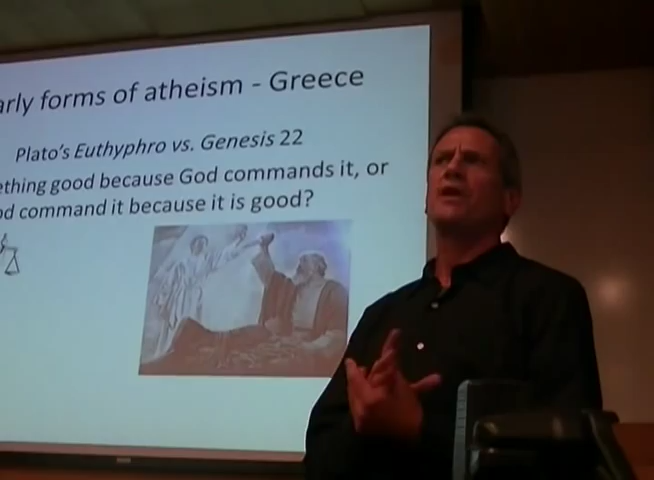 arly forms of atheism - Greece
Plato's Euthyphro vs. Genesis 22
ething good because God commands it, or
od command it because it is good?